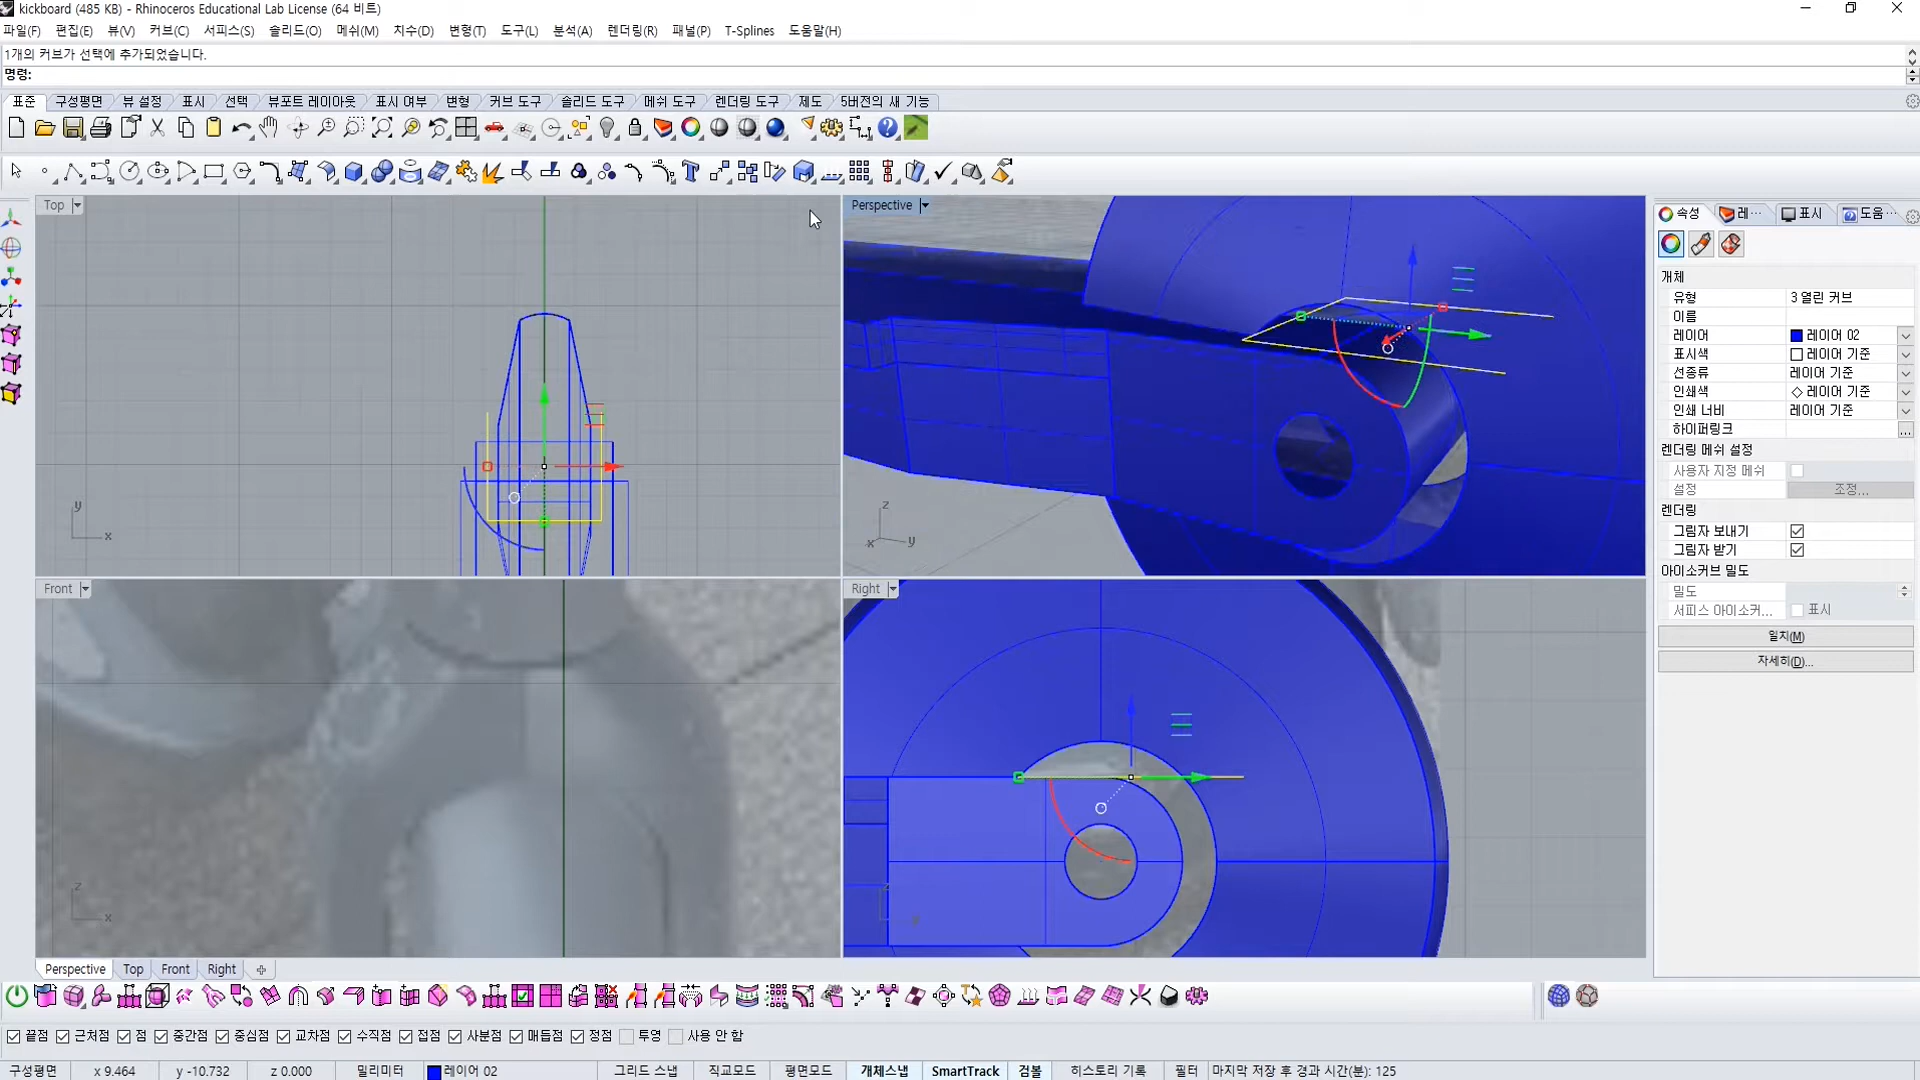 kickboard (485 KB) - Rhinoceros Educational Lab License (64 비트)
파일(F) 편집(E) 뷰(V) 커브(C) 서피스(S) 솔리드(O) 메쉬(M) 치수(D) 변형(T) 도구(L) 분석(A) 렌더링(R) 패널(P) T-Splines 도움말(H)
1개의 커브가 선택에 추가되었습니다.
명령:
표준 구성평면 뷰 설정 표시 선택 뷰포트 레이아웃 표시 여부 변형 커브 도구 솔리드 도구 메쉬 도구 렌더링 도구 제도 5버전의 새 기능
Top
y
x
Perspective
z
x y
Front
z
x
Right
z
속성 레... 표시 도움...
개체
유형 3 열린 커브
이름
레이어 레이어 02
표시색 레이어 기준
선종류 레이어 기준
인쇄색 레이어 기준
인쇄 너비 레이어 기준
하이퍼링크 ...
렌더링 메쉬 설정
사용자 지정 메쉬
설정 조정...
렌더링
그림자 보내기
그림자 받기
아이소커브 밀도
밀도
서피스 아이소커... 표시
일치(M)
자세히(D)...
Perspective Top Front Right
끝점 근처점 점 중간점 중심점 교차점 수직점 접점 사분점 매듭점 정점 투영 사용 안 함
구성평면 x 9.464 y -10.732 z 0.000 밀리미터 레이어 02 그리드 스냅 직교모드 평면모드 개체스냅 SmartTrack 검볼 히스토리 기록 필터 마지막 저장 후 경과 시간(분): 125